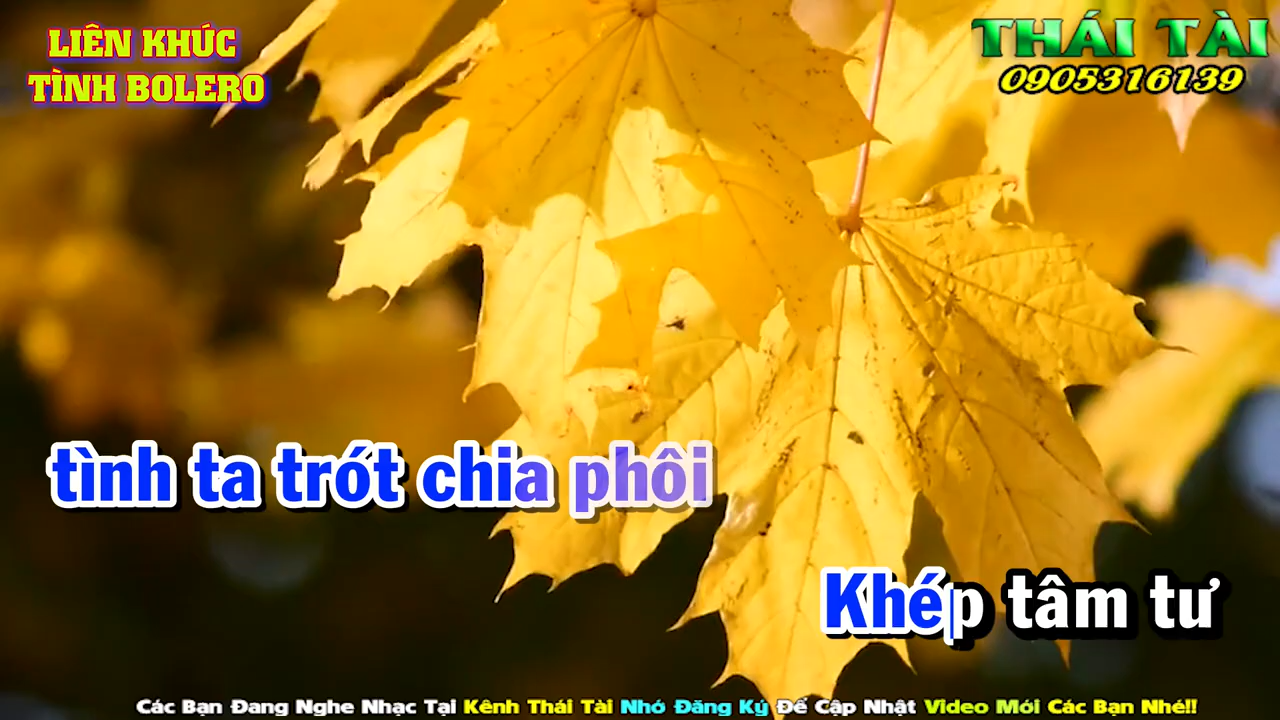 LIÊN KHÚC
TÌNH BOLERO
THÁI TÀI
0905316139
tình ta trót chia phôi
Khép tâm tư
Các Bạn Đang Nghe Nhạc Tại Kênh Thái Tài Nhớ Đăng Ký Để Cập Nhật Video Mới Các Bạn Nhé!!